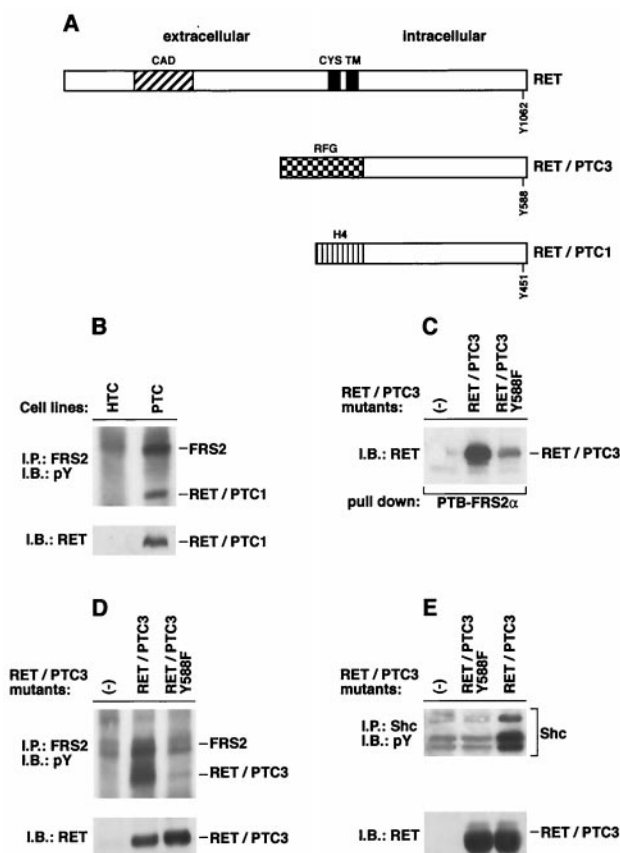 A
extracellular intracellular
CAD CYS TM
RET
Y1062
RFG
RET / PTC3
Y588
H4
RET / PTC1
Y451
B
Cell lines: HTC PTC
I.P.: FRS2
I.B.: pY
FRS2
RET / PTC1
I.B.: RET
RET / PTC1
C
RET / PTC3
mutants:
(-)
RET / PTC3
RET / PTC3
Y588F
I.B.: RET
RET / PTC3
pull down: PTB-FRS2α
D
RET / PTC3
mutants:
(-)
RET / PTC3
RET / PTC3
Y588F
I.P.: FRS2
I.B.: pY
FRS2
RET / PTC3
I.B.: RET
RET / PTC3
E
RET / PTC3
mutants:
(-)
RET / PTC3
Y588F
RET / PTC3
I.P.: Shc
I.B.: pY
Shc
I.B.: RET
RET / PTC3